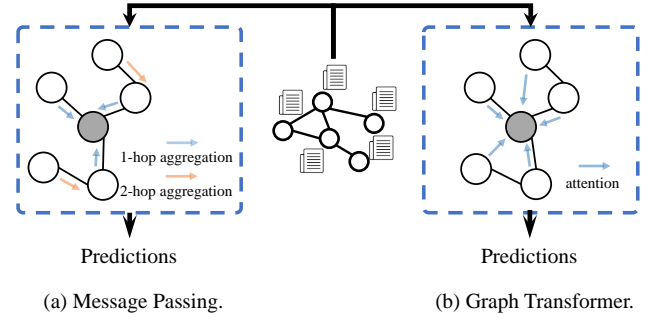 1-hop aggregation
2-hop aggregation
attention
Predictions
Predictions
(a) Message Passing.
(b) Graph Transformer.